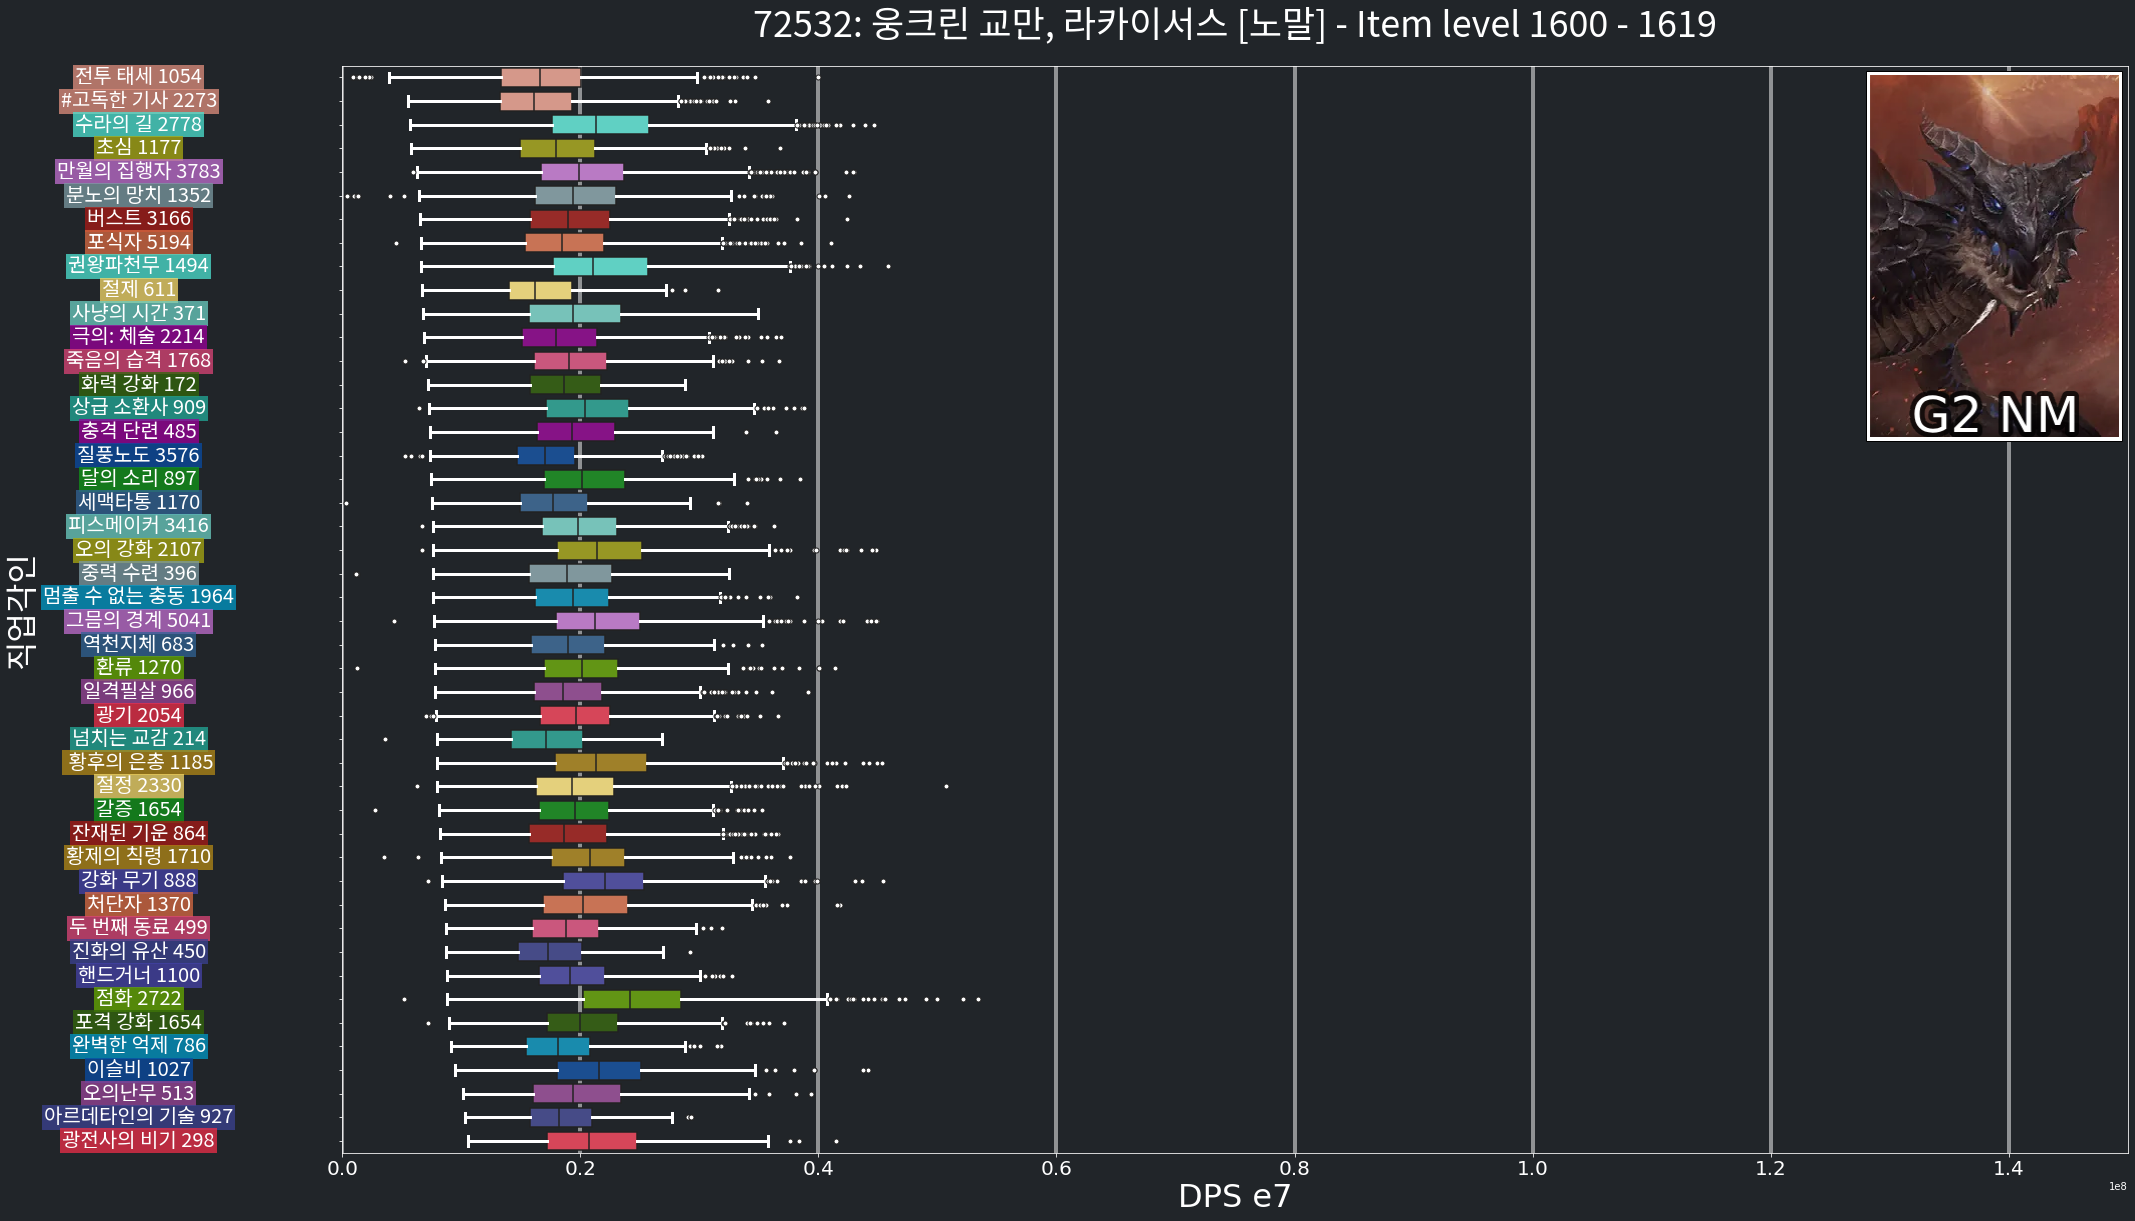 72532: 웅크린 교만, 라카이서스 [노말] - Item level 1600 - 1619
전투 태세 1054
#고독한 기사 2273
수라의 길 2778
초심 1177
만월의 집행자 3783
분노의 망치 1352
버스트 3166
포식자 5194
권왕파천무 1494
절제 611
사냥의 시간 371
극의: 체술 2214
죽음의 습격 1768
화력 강화 172
상급 소환사 909
충격 단련 485
질풍노도 3576
달의 소리 897
세맥타통 1170
피스메이커 3416
오의 강화 2107
중력 수련 396
멈출 수 없는 충동 1964
그믐의 경계 5041
역천지체 683
환류 1270
일격필살 966
광기 2054
넘치는 교감 214
황후의 은총 1185
절정 2330
갈증 1654
잔재된 기운 864
황제의 칙령 1710
강화 무기 888
처단자 1370
두 번째 동료 499
진화의 유산 450
핸드거너 1100
점화 2722
포격 강화 1654
완벽한 억제 786
이슬비 1027
오의난무 513
아르데타인의 기술 927
광전사의 비기 298
직업각인
G2 NM
0.0 0.2 0.4 0.6 0.8 1.0 1.2 1.4
1e8
DPS e7